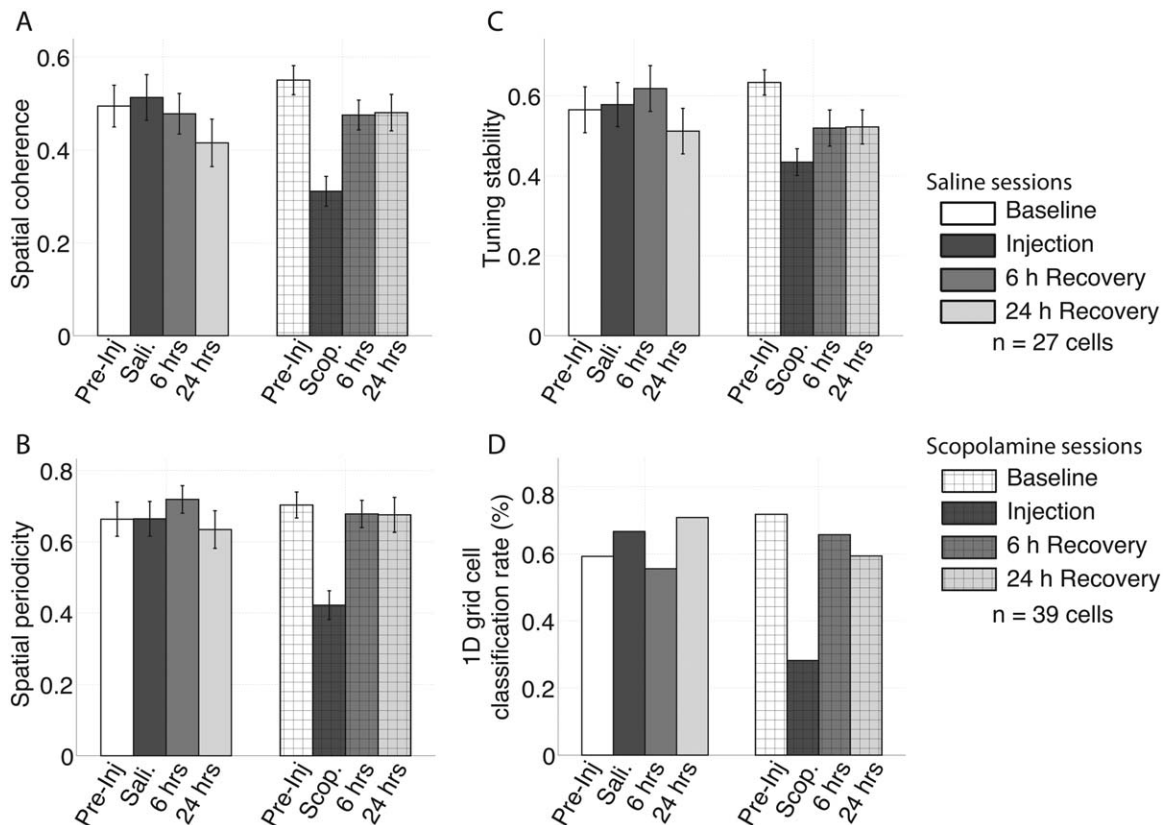 A
Spatial coherence
0.6
0.4
0.2
0
Pre-Inj
Sali.
6 hrs
24 hrs
Pre-Inj
Scop.
6 hrs
24 hrs
C
Tuning stability
0.6
0.4
0.2
0
Pre-Inj
Sali.
6 hrs
24 hrs
Pre-Inj
Scop.
6 hrs
24 hrs
Saline sessions
Baseline
Injection
6 h Recovery
24 h Recovery
n = 27 cells
B
Spatial periodicity
0.8
0.6
0.4
0.2
0
Pre-Inj
Sali.
6 hrs
24 hrs
Pre-Inj
Scop.
6 hrs
24 hrs
D
1D grid cell
classification rate (%)
0.8
0.6
0.4
0.2
0
Pre-Inj
Sali.
6 hrs
24 hrs
Pre-Inj
Scop.
6 hrs
24 hrs
Scopolamine sessions
Baseline
Injection
6 h Recovery
24 h Recovery
n = 39 cells